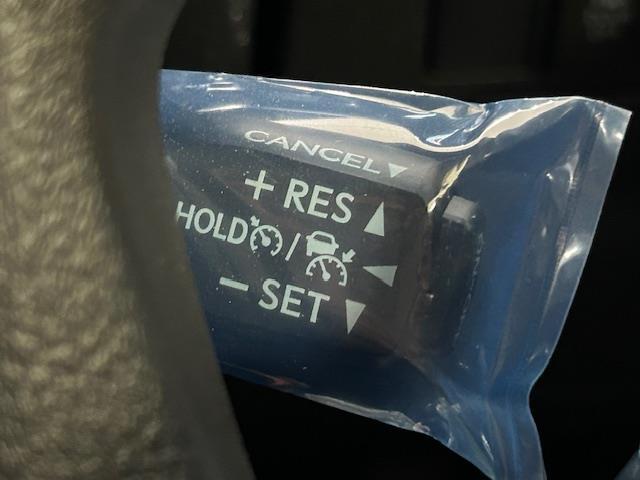 CANCEL▼
+ RES ▲
HOLD /
- SET ▼